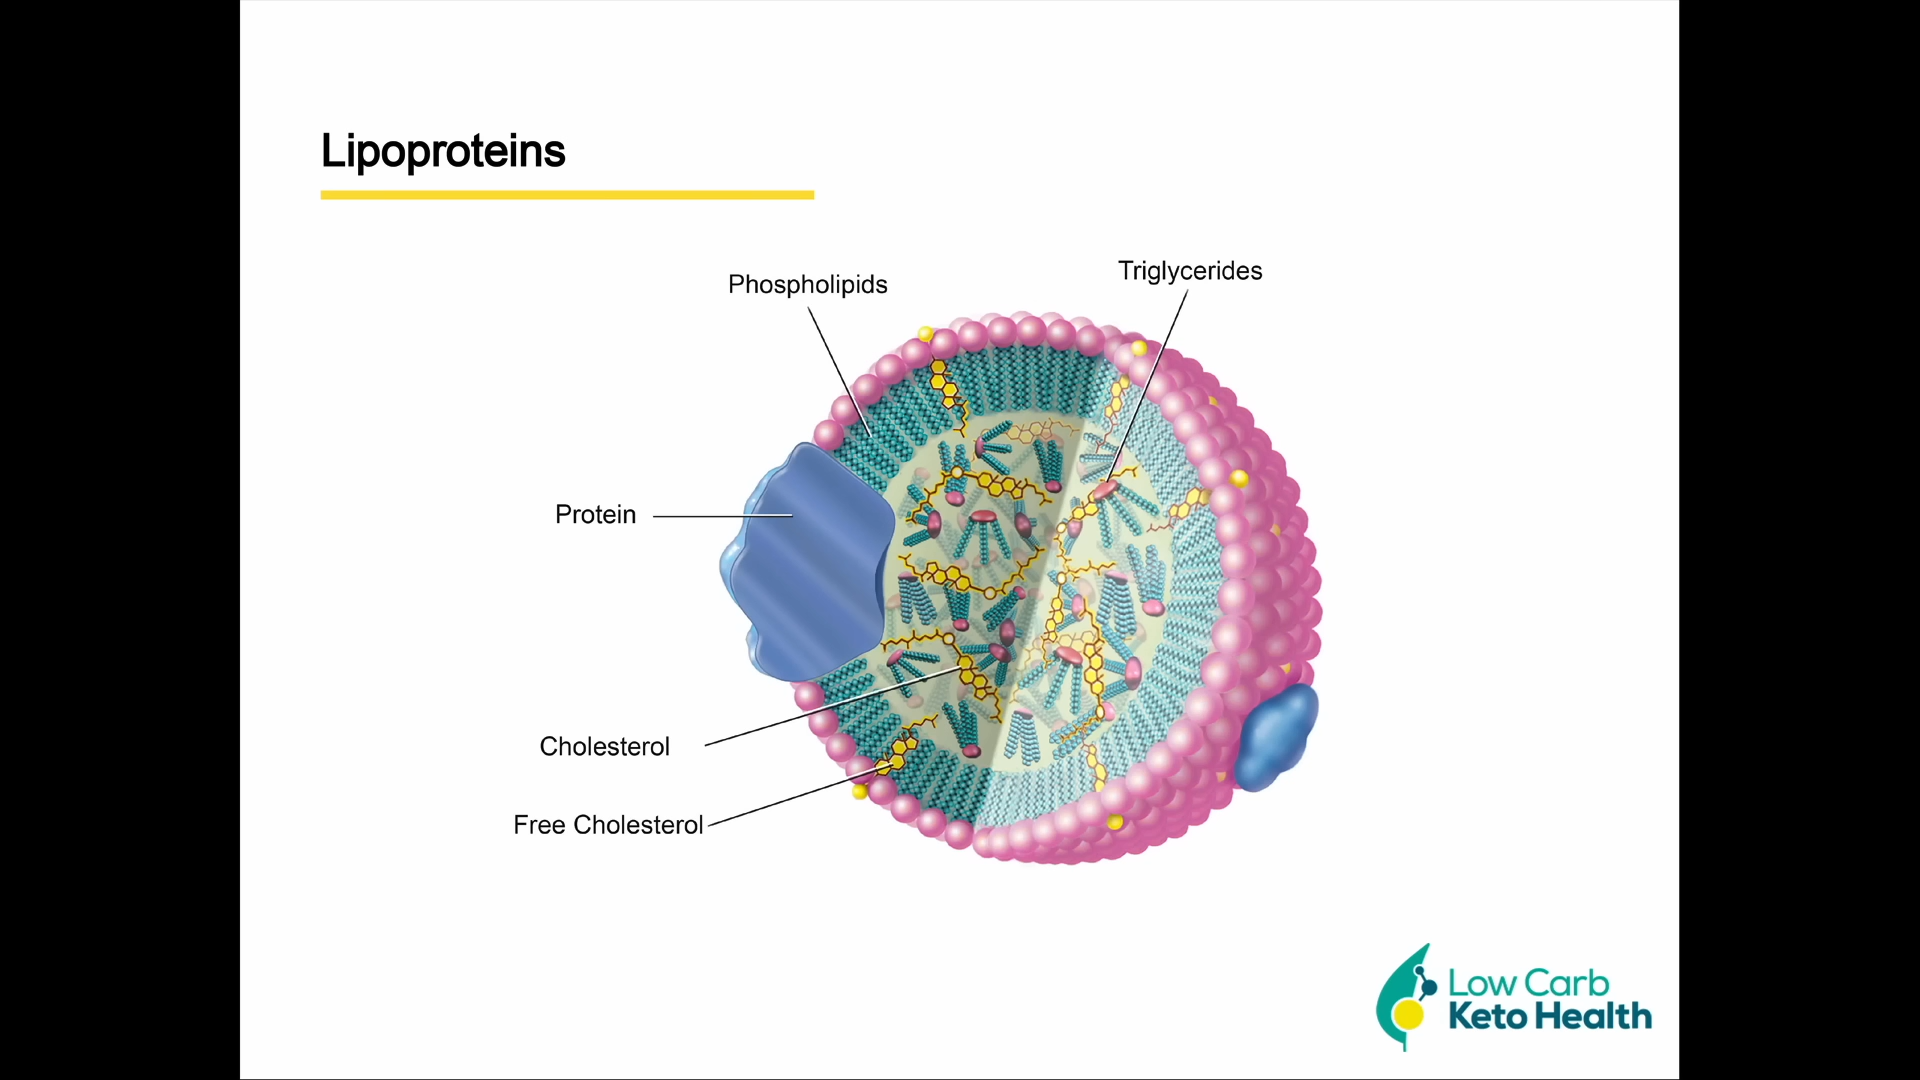 Lipoproteins
Phospholipids
Triglycerides
Protein
Cholesterol
Free Cholesterol
Low Carb
Keto Health